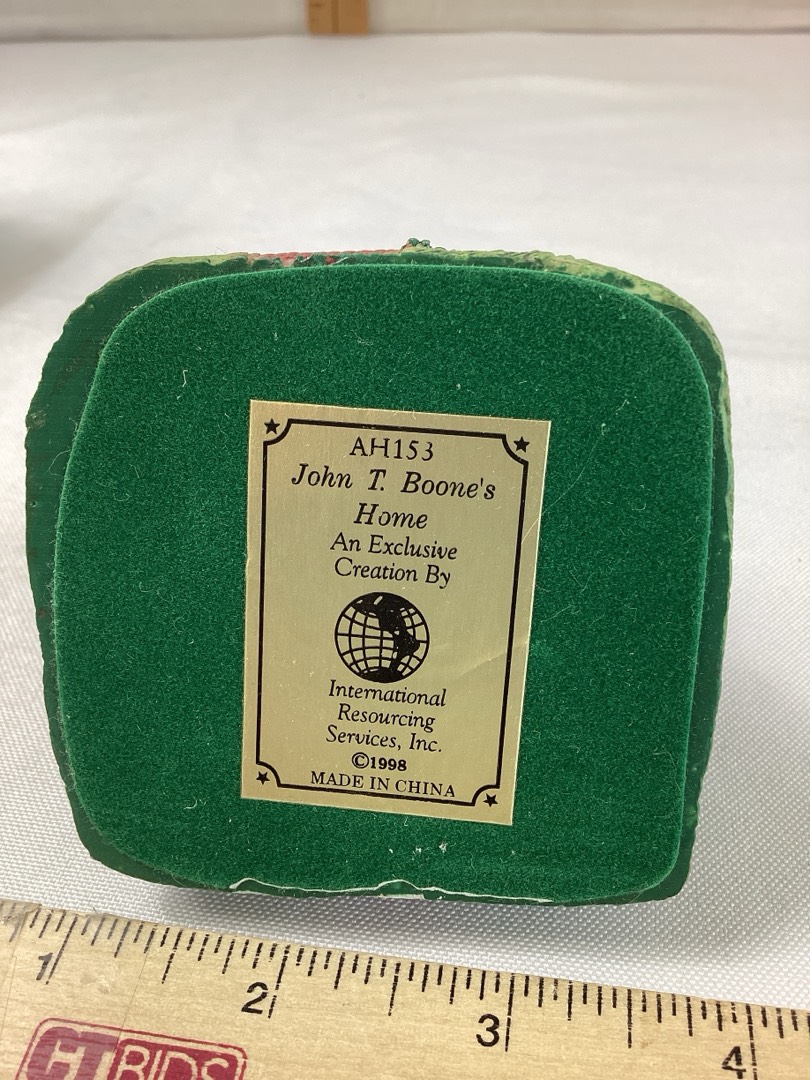 AH153
John T. Boone's
Home
An Exclusive
Creation By
International
Resourcing
Services, Inc.
©1998
MADE IN CHINA
1 2 3 4
CTBIDS